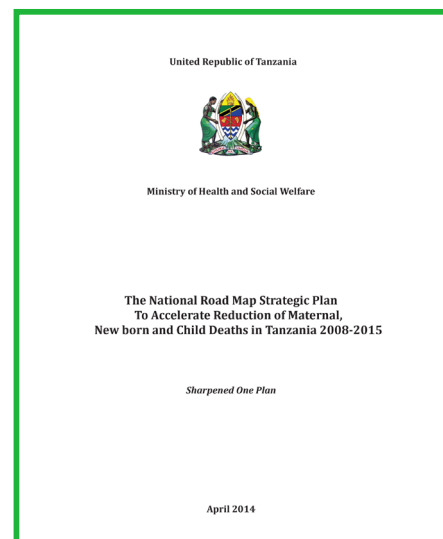 United Republic of Tanzania
Ministry of Health and Social Welfare
The National Road Map Strategic Plan
To Accelerate Reduction of Maternal,
New born and Child Deaths in Tanzania 2008-2015
Sharpened One Plan
April 2014